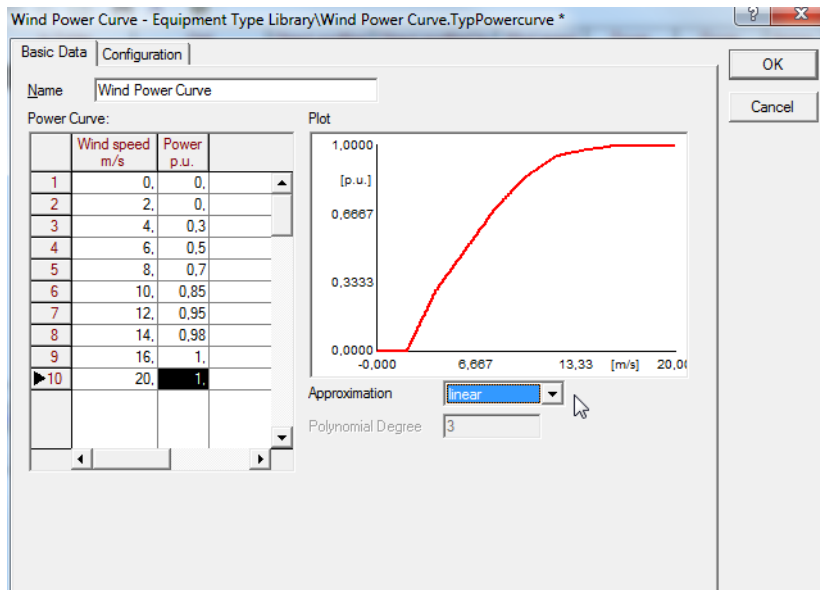 Wind Power Curve - Equipment Type Library\Wind Power Curve.TypPowercurve *
?
X
Basic Data
Configuration
OK
Cancel
Name
Wind Power Curve
Power Curve:
Wind speed m/s
Power p.u.
1 0, 0,
2 2, 0,
3 4, 0,3
4 6, 0,5
5 8, 0,7
6 10, 0,85
7 12, 0,95
8 14, 0,98
9 16, 1,
10 20, 1,
Plot
1,0000
[p.u.]
0,6667
0,3333
0,0000
-0,000 6,667 13,33 [m/s] 20,00
Approximation linear
Polynomial Degree 3